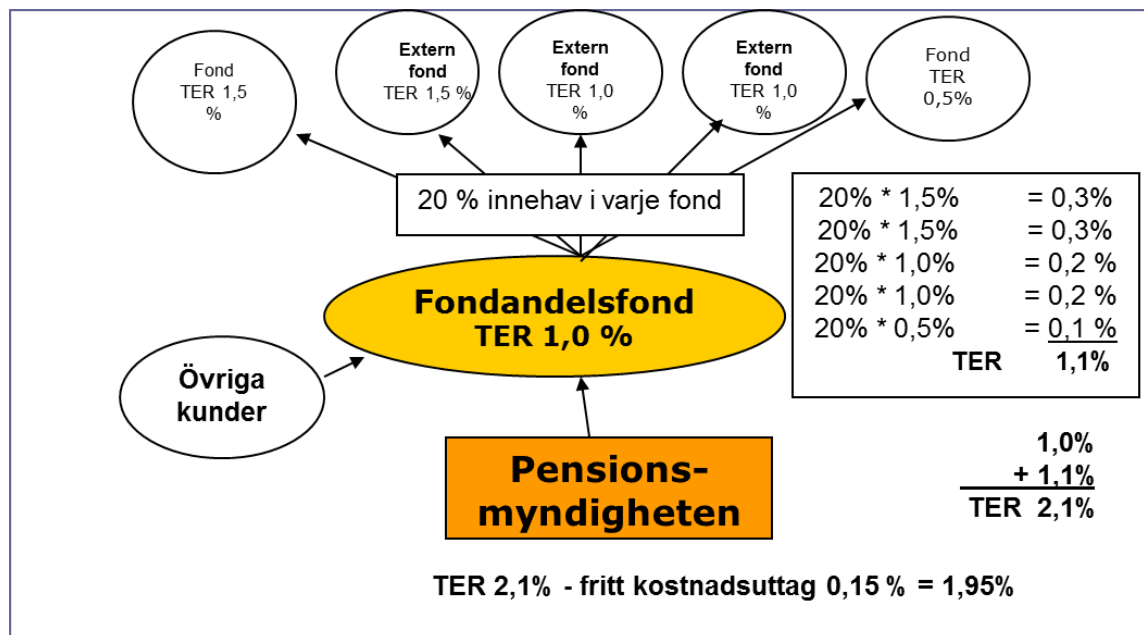 Fond
TER 1,5
%
Extern
fond
TER 1,5 %
Extern
fond
TER 1,0
%
Extern
fond
TER 1,0
%
Fond
TER
0,5%
20 % innehav i varje fond
20% * 1,5% = 0,3%
20% * 1,5% = 0,3%
20% * 1,0% = 0,2 %
20% * 1,0% = 0,2 %
20% * 0,5% = 0,1 %
TER 1,1%
Fondandelsfond
TER 1,0 %
Övriga
kunder
Pensions-
myndigheten
1,0%
+ 1,1%
TER 2,1%
TER 2,1% - fritt kostnadsuttag 0,15 % = 1,95%